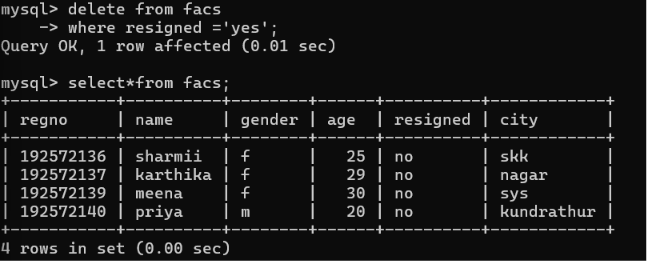 mysql> delete from facs
    -> where resigned ='yes';
Query OK, 1 row affected (0.01 sec)
mysql> select*from facs;
+-----------+----------+--------+------+----------+------------+
| regno     | name     | gender | age  | resigned | city       |
+-----------+----------+--------+------+----------+------------+
| 192572136 | sharmii  | f      |   25 | no       | skk        |
| 192572137 | karthika | f      |   29 | no       | nagar      |
| 192572139 | meena    | f      |   30 | no       | sys        |
| 192572140 | priya    | m      |   20 | no       | kundrathur |
+-----------+----------+--------+------+----------+------------+
4 rows in set (0.00 sec)